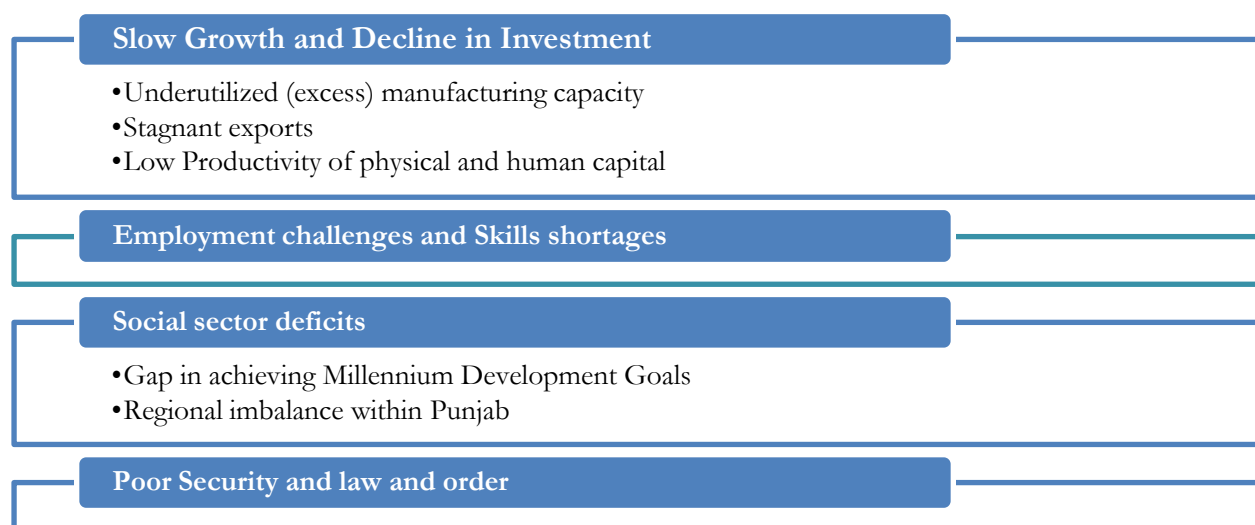 Slow Growth and Decline in Investment
•Underutilized (excess) manufacturing capacity
•Stagnant exports
•Low Productivity of physical and human capital
Employment challenges and Skills shortages
Social sector deficits
•Gap in achieving Millennium Development Goals
•Regional imbalance within Punjab
Poor Security and law and order